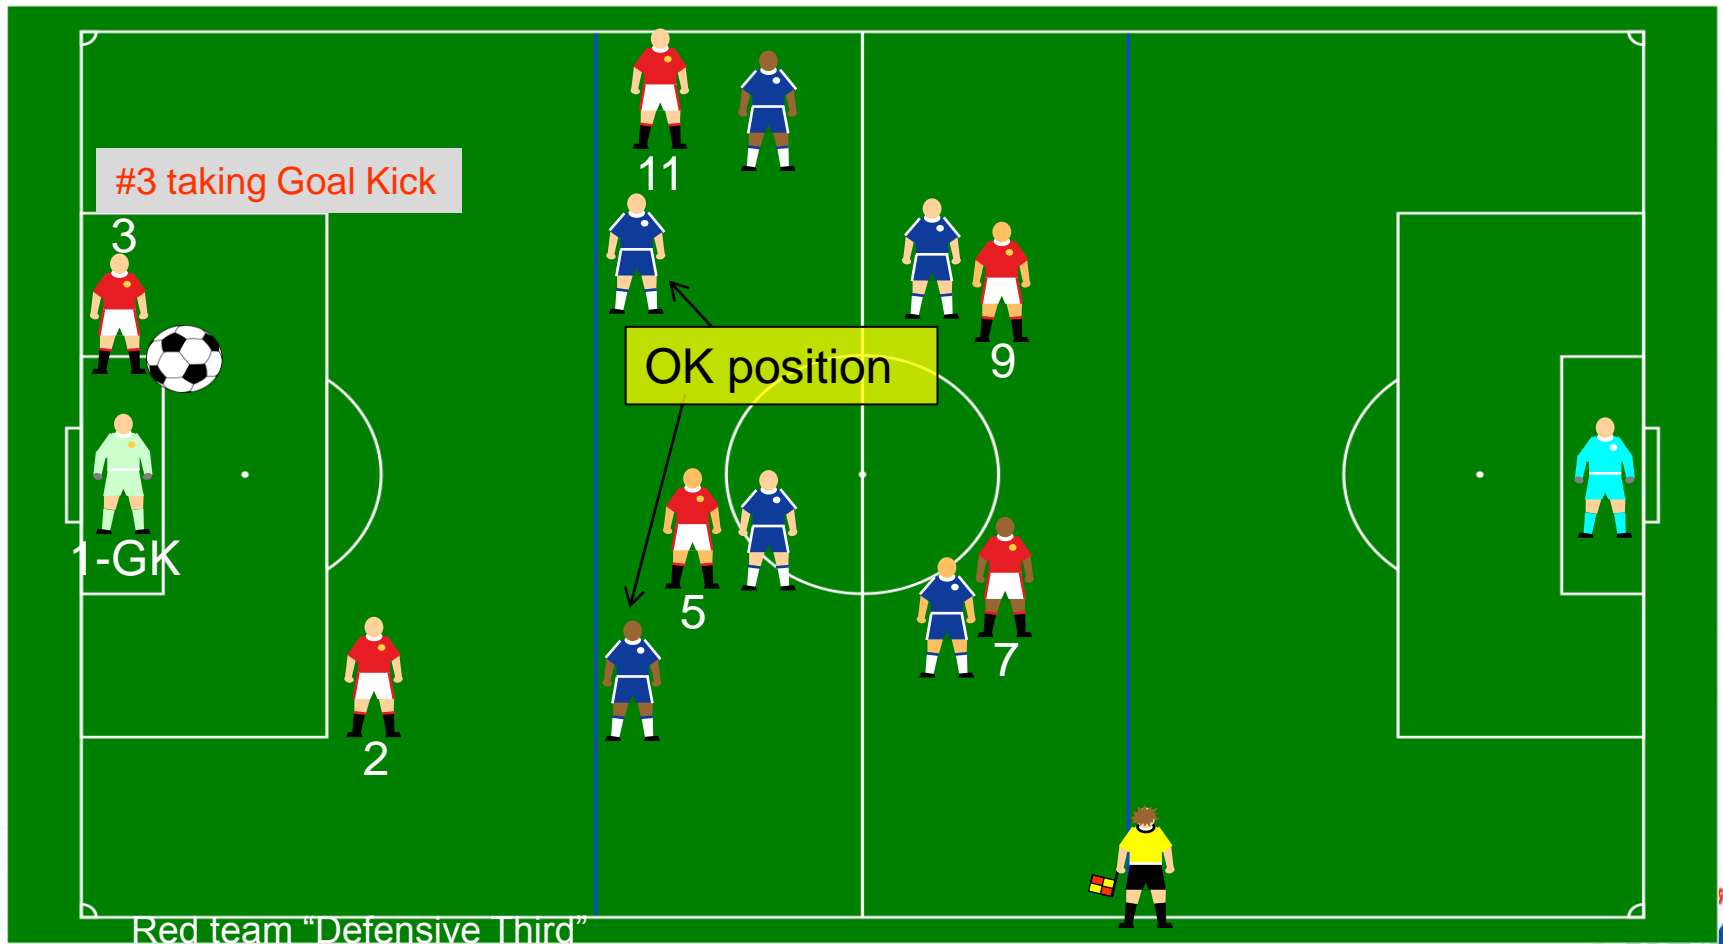 11
#3 taking Goal Kick
3
OK position
9
1-GK
5
7
2
Red team “Defensive Third”